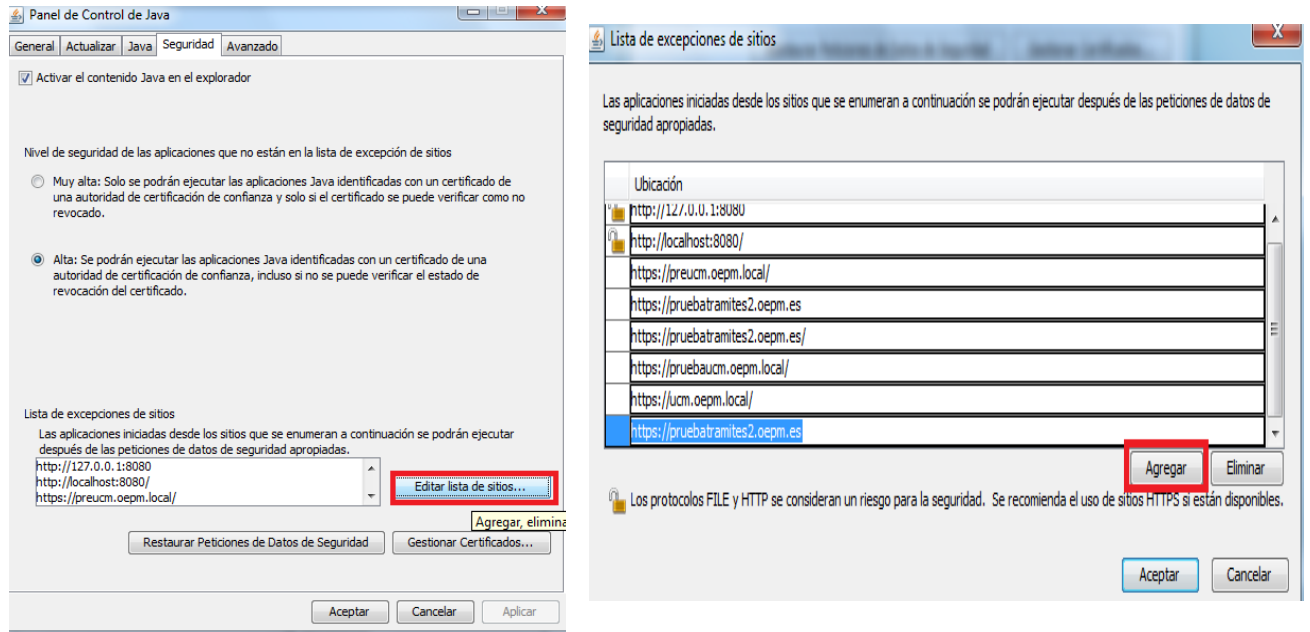 Panel de Control de Java
General Actualizar Java Seguridad Avanzado
Activar el contenido Java en el explorador
Nivel de seguridad de las aplicaciones que no están en la lista de excepción de sitios
Muy alta: Solo se podrán ejecutar las aplicaciones Java identificadas con un certificado de
una autoridad de certificación de confianza y solo si el certificado se puede verificar como no
revocado.
Alta: Se podrán ejecutar las aplicaciones Java identificadas con un certificado de una
autoridad de certificación de confianza, incluso si no se puede verificar el estado de
revocación del certificado.
Lista de excepciones de sitios
Las aplicaciones iniciadas desde los sitios que se enumeran a continuación se podrán ejecutar
después de las peticiones de datos de seguridad apropiadas.
http://127.0.0.1:8080
http://localhost:8080/
https://preucm.oepm.local/
Editar lista de sitios...
Agregar, elimina
Restaurar Peticiones de Datos de Seguridad Gestionar Certificados...
Aceptar Cancelar Aplicar
Lista de excepciones de sitios
Las aplicaciones iniciadas desde los sitios que se enumeran a continuación se podrán ejecutar después de las peticiones de datos de
seguridad apropiadas.
Ubicación
http://127.0.0.1:8080
http://localhost:8080/
https://preucm.oepm.local/
https://pruebatramites2.oepm.es
https://pruebatramites2.oepm.es/
https://pruebaucm.oepm.local/
https://ucm.oepm.local/
https://pruebatramites2.oepm.es
Agregar Eliminar
Los protocolos FILE y HTTP se consideran un riesgo para la seguridad. Se recomienda el uso de sitios HTTPS si están disponibles.
Aceptar Cancelar